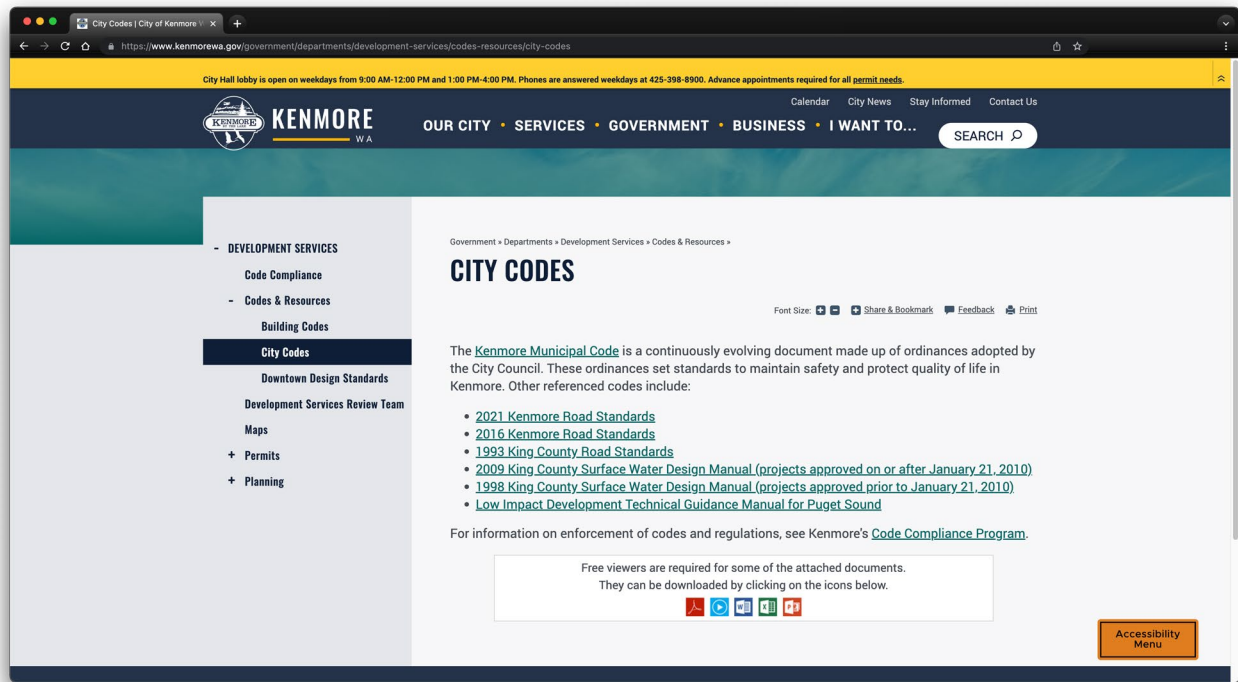 City Codes | City of Kenmore W
https://www.kenmorewa.gov/government/departments/development-services/codes-resources/city-codes
City Hall lobby is open on weekdays from 9:00 AM-12:00 PM and 1:00 PM-4:00 PM. Phones are answered weekdays at 425-398-8900. Advance appointments required for all permit needs.
Calendar City News Stay Informed Contact Us
KENMORE
KENMORE
WA
OUR CITY • SERVICES • GOVERNMENT • BUSINESS • I WANT TO...
SEARCH
- DEVELOPMENT SERVICES
Code Compliance
- Codes & Resources
Building Codes
City Codes
Downtown Design Standards
Development Services Review Team
Maps
+ Permits
+ Planning
Government » Departments » Development Services » Codes & Resources »
CITY CODES
Font Size: + - + Share & Bookmark Feedback Print
The Kenmore Municipal Code is a continuously evolving document made up of ordinances adopted by
the City Council. These ordinances set standards to maintain safety and protect quality of life in
Kenmore. Other referenced codes include:
• 2021 Kenmore Road Standards
• 2016 Kenmore Road Standards
• 1993 King County Road Standards
• 2009 King County Surface Water Design Manual (projects approved on or after January 21, 2010)
• 1998 King County Surface Water Design Manual (projects approved prior to January 21, 2010)
• Low Impact Development Technical Guidance Manual for Puget Sound
For information on enforcement of codes and regulations, see Kenmore's Code Compliance Program.
Free viewers are required for some of the attached documents.
They can be downloaded by clicking on the icons below.
Accessibility
Menu